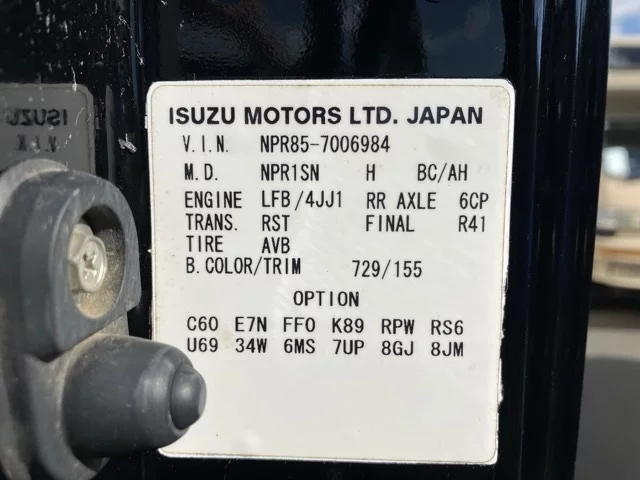 ISUZU MOTORS LTD. JAPAN
V.I.N. NPR85-7006984
M.D. NPR1SN H BC/AH
ENGINE LFB/4JJ1 RR AXLE 6CP
TRANS. RST FINAL R41
TIRE AVB
B.COLOR/TRIM 729/155
OPTION
C60 E7N FF0 K89 RPW RS6
U69 34W 6MS 7UP 8GJ 8JM
ISUZU
V.I.N